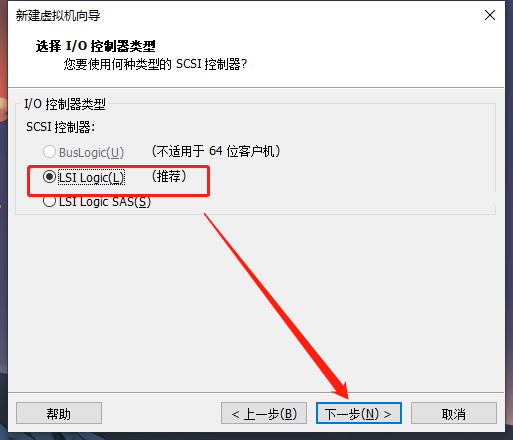 新建虚拟机向导
选择 I/O 控制器类型
您要使用何种类型的 SCSI 控制器?
I/O 控制器类型
SCSI 控制器:
BusLogic(U) (不适用于 64 位客户机)
LSI Logic(L) (推荐)
LSI Logic SAS(S)
帮助 < 上一步(B) 下一步(N) > 取消